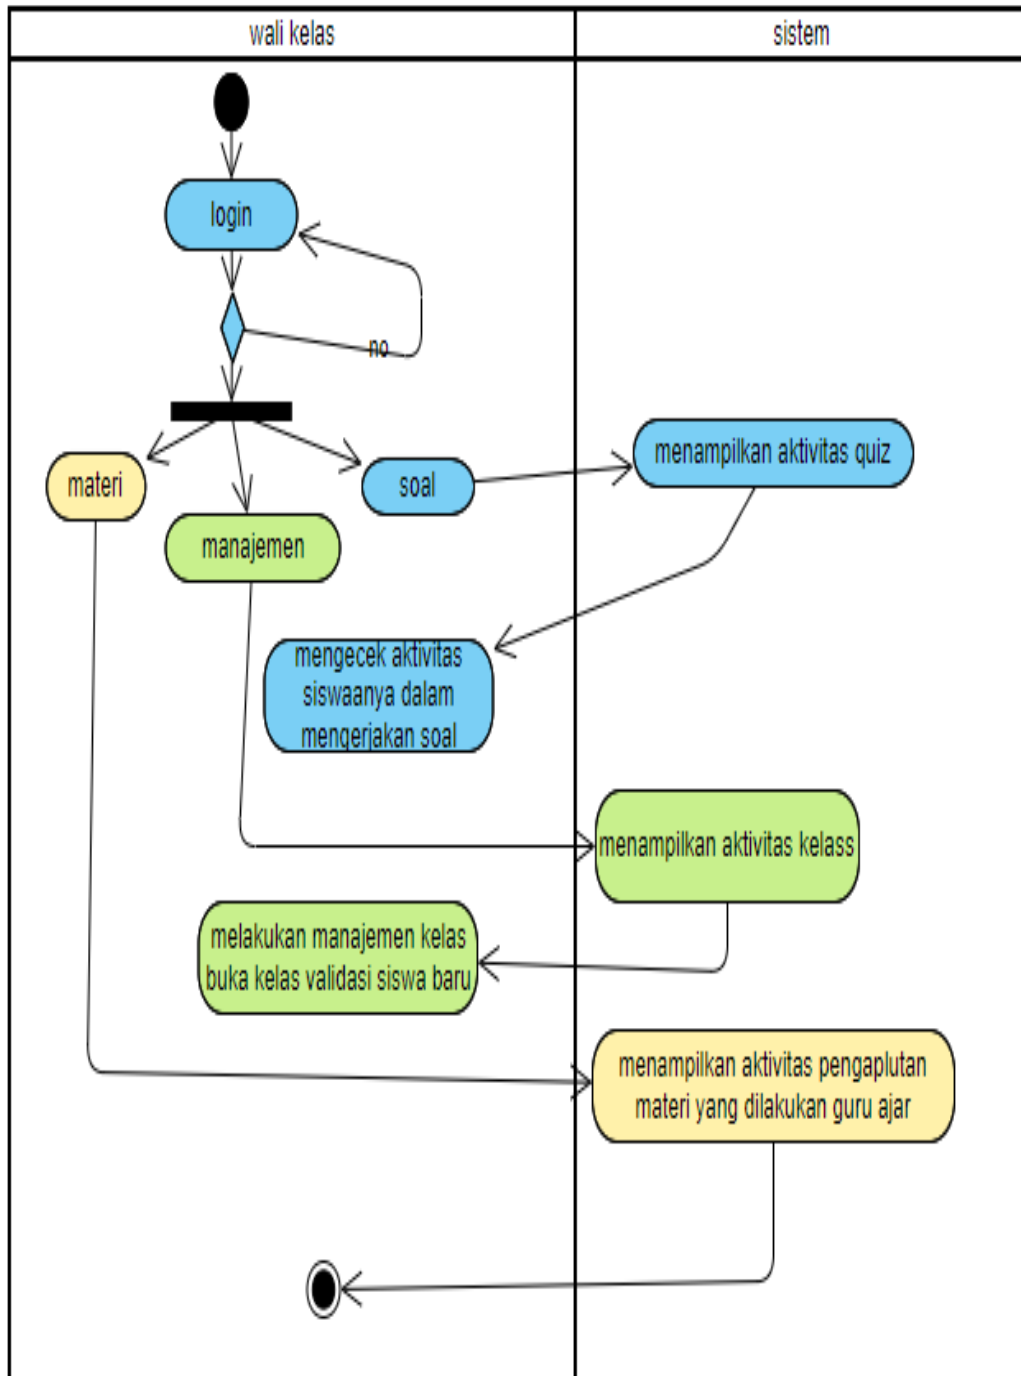 wali kelas
sistem
login
no
materi
manajemen
soal
menampilkan aktivitas quiz
mengecek aktivitas
siswaanya dalam
mengerjakan soal
menampilkan aktivitas kelass
melakukan manajemen kelas
buka kelas validasi siswa baru
menampilkan aktivitas pengaplutan
materi yang dilakukan guru ajar